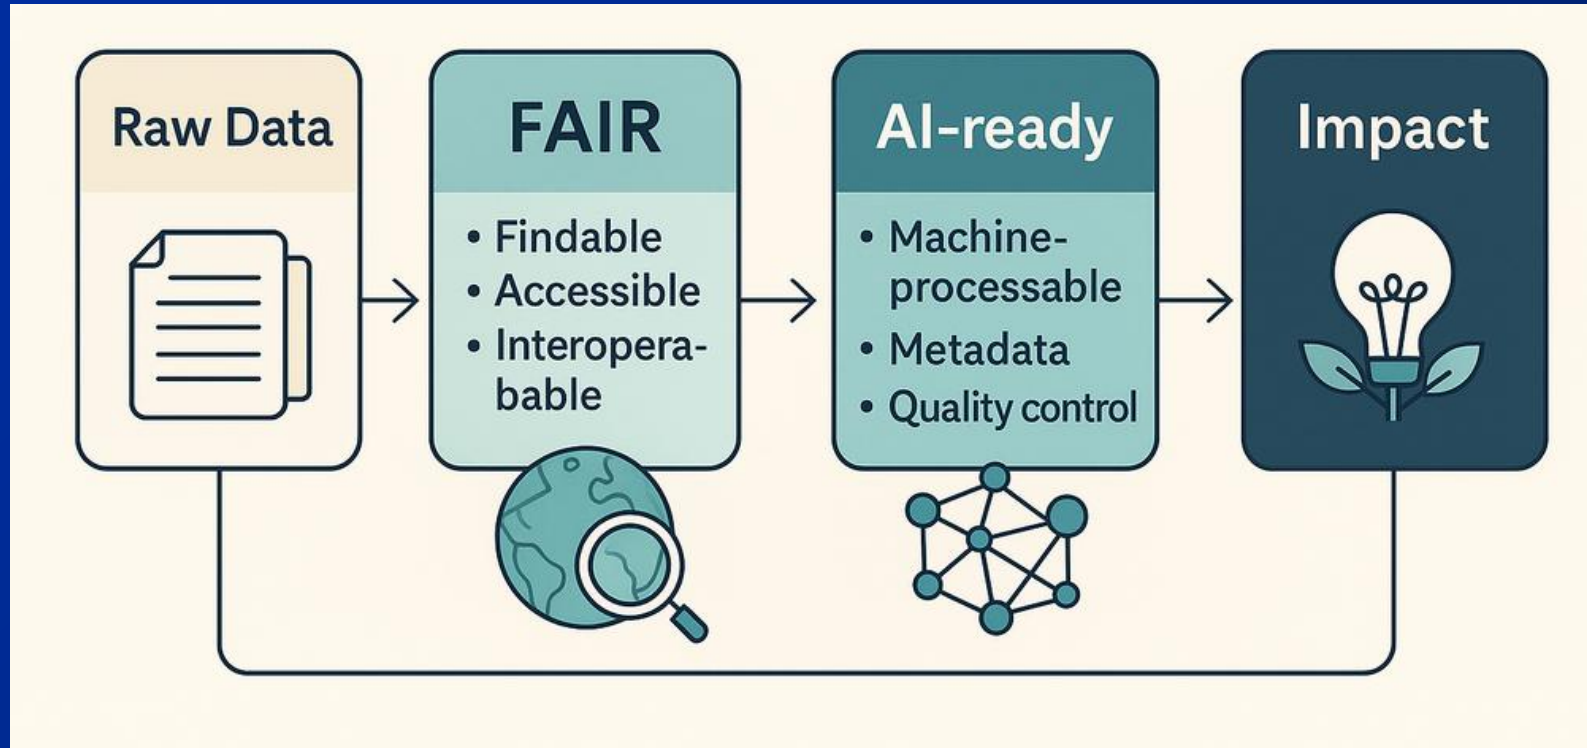 Raw Data
FAIR
• Findable
• Accessible
• Interopera-
bable
AI-ready
• Machine-
processable
• Metadata
• Quality control
Impact